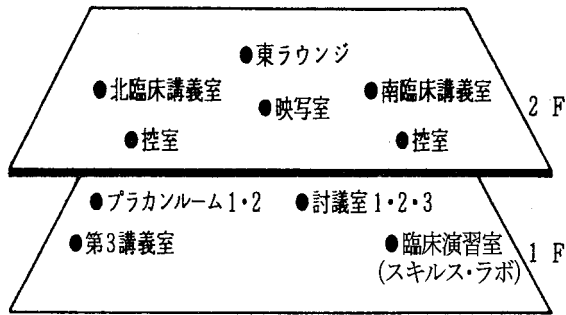 ●東ラウンジ
●北臨床講義室
●南臨床講義室
●映写室
●控室
●控室
2 F
●プラカンルーム1・2
●討議室1・2・3
●第3講義室
●臨床演習室
(スキルス・ラボ)
1 F